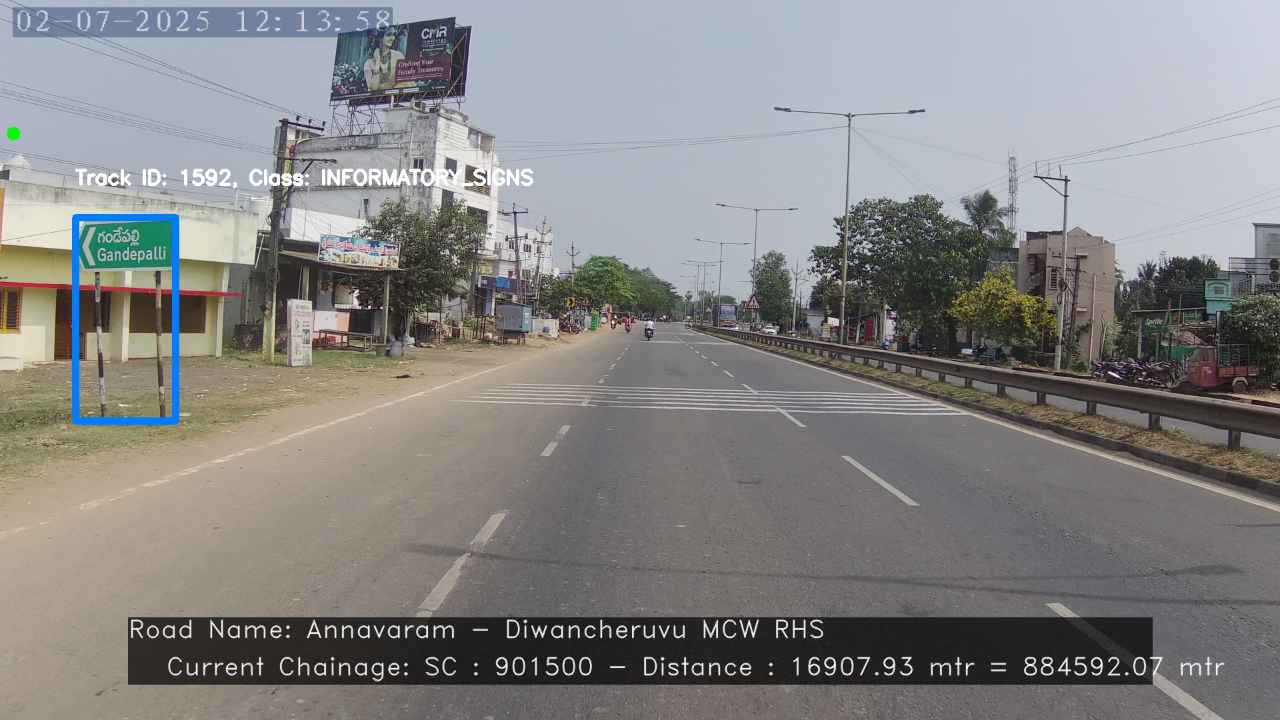 02-07-2025 12:13:58
CMR
Track ID: 1592, Class: INFORMATORY_SIGNS
గండేపల్లి
Gandepalli
Road Name: Annavaram - Diwancheruvu MCW RHS
Current Chainage: SC : 901500 - Distance : 16907.93 mtr = 884592.07 mtr